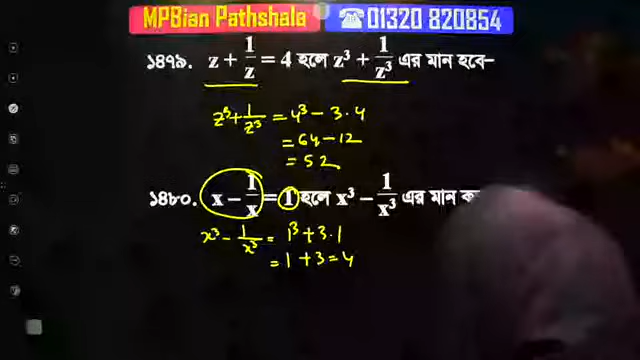 MPBian Pathshala ☎01320 820854
১৪৭৯. z + 1/z = 4 হলে z³ + 1/z³ এর মান হবে–
z³ + 1/z³ = 4³ – 3 · 4
= 64 – 12
= 52
১৪৮০. x – 1/x = 1 হলে x³ – 1/x³ এর মান
x³ – 1/x³ = 1³ + 3 · 1
= 1 + 3 = 4